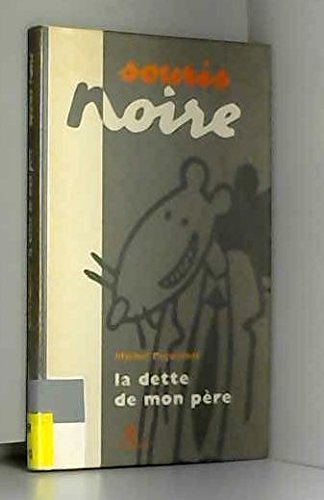 souris
noire
la dette
de mon père